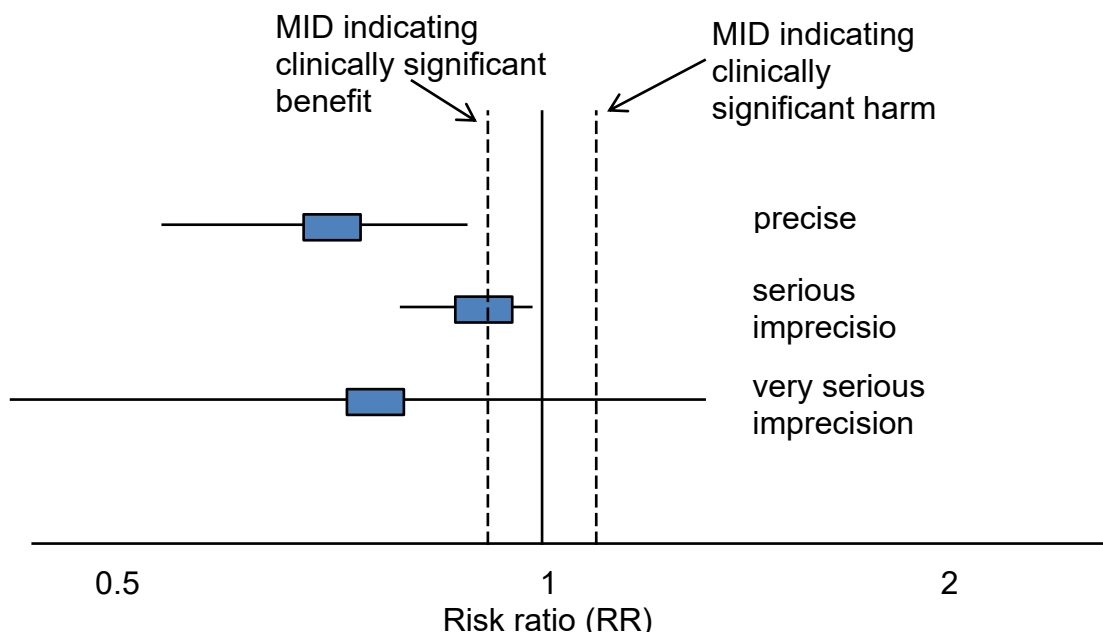 MID indicating
clinically significant
benefit
MID indicating
clinically
significant harm
precise
serious
imprecisio
very serious
imprecision
0.5
1
2
Risk ratio (RR)